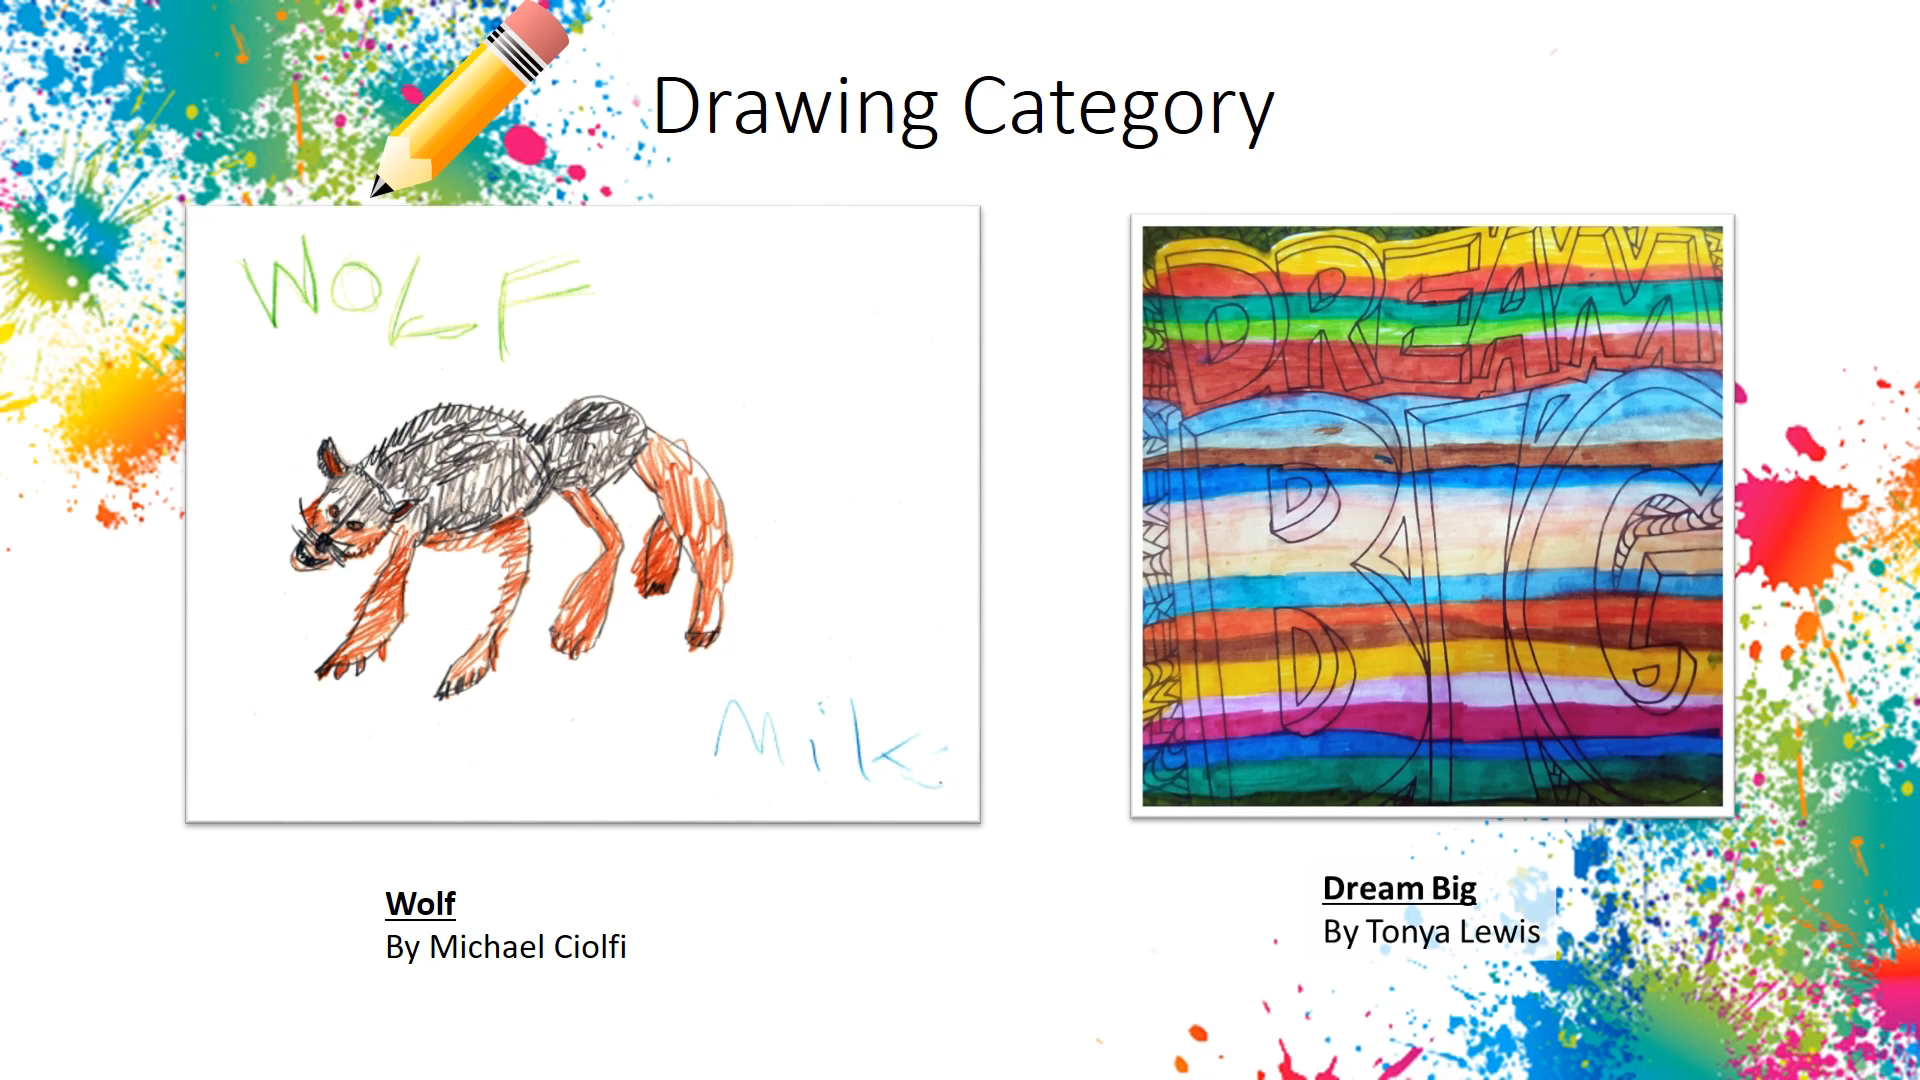 Drawing Category
WOLF
Mike
DREAM
BIG
Wolf
By Michael Ciolfi
Dream Big
By Tonya Lewis